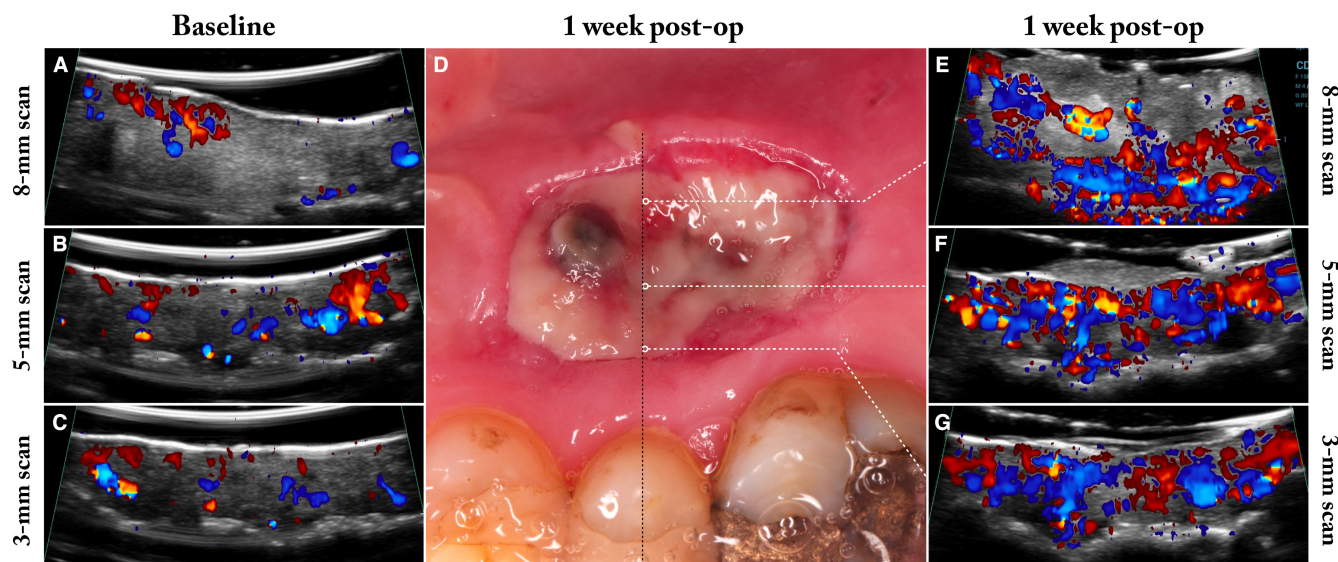 Baseline
1 week post-op
1 week post-op
8-mm scan
A
D
E
CD
8-mm scan
5-mm scan
B
F
5-mm scan
3-mm scan
C
G
3-mm scan